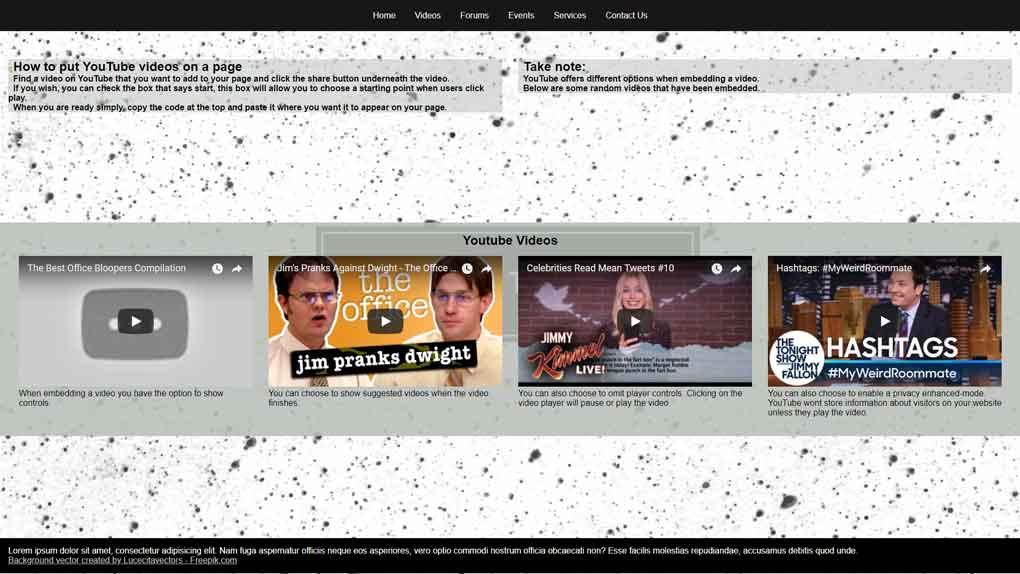 Home Videos Forums Events Services Contact Us
How to put YouTube videos on a page
Find a video on YouTube that you want to add to your page and click the share button underneath the video.
If you wish, you can check the box that says start, this box will allow you to choose a starting point when users click
play.
When you are ready simply, copy the code at the top and paste it where you want it to appear on your page.
Take note:
YouTube offers different options when embedding a video.
Below are some random videos that have been embedded.
Youtube Videos
The Best Office Bloopers Compilation
When embedding a video you have the option to show
controls.
Jim's Pranks Against Dwight - The Office ...
the
office
jim pranks dwight
You can choose to show suggested videos when the video
finishes.
Celebrities Read Mean Tweets #10
JIMMY
Kimmel
LIVE!
You can also choose to omit player controls. Clicking on the
video player will pause or play the video
Hashtags: #MyWeirdRoommate
THE
TONIGHT
SHOW
JIMMY
FALLON
HASHTAGS
#MyWeirdRoommate
You can also choose to enable a privacy enhanced-mode.
YouTube wont store information about visitors on your website
unless they play the video.
Lorem ipsum dolor sit amet, consectetur adipisicing elit. Nam fuga aspernatur officiis neque eos asperiores, vero optio commodi nostrum officia obcaecati non? Esse facilis molestias repudiandae, accusamus debitis quod unde.
Background vector created by Lucecitavectors - Freepik.com